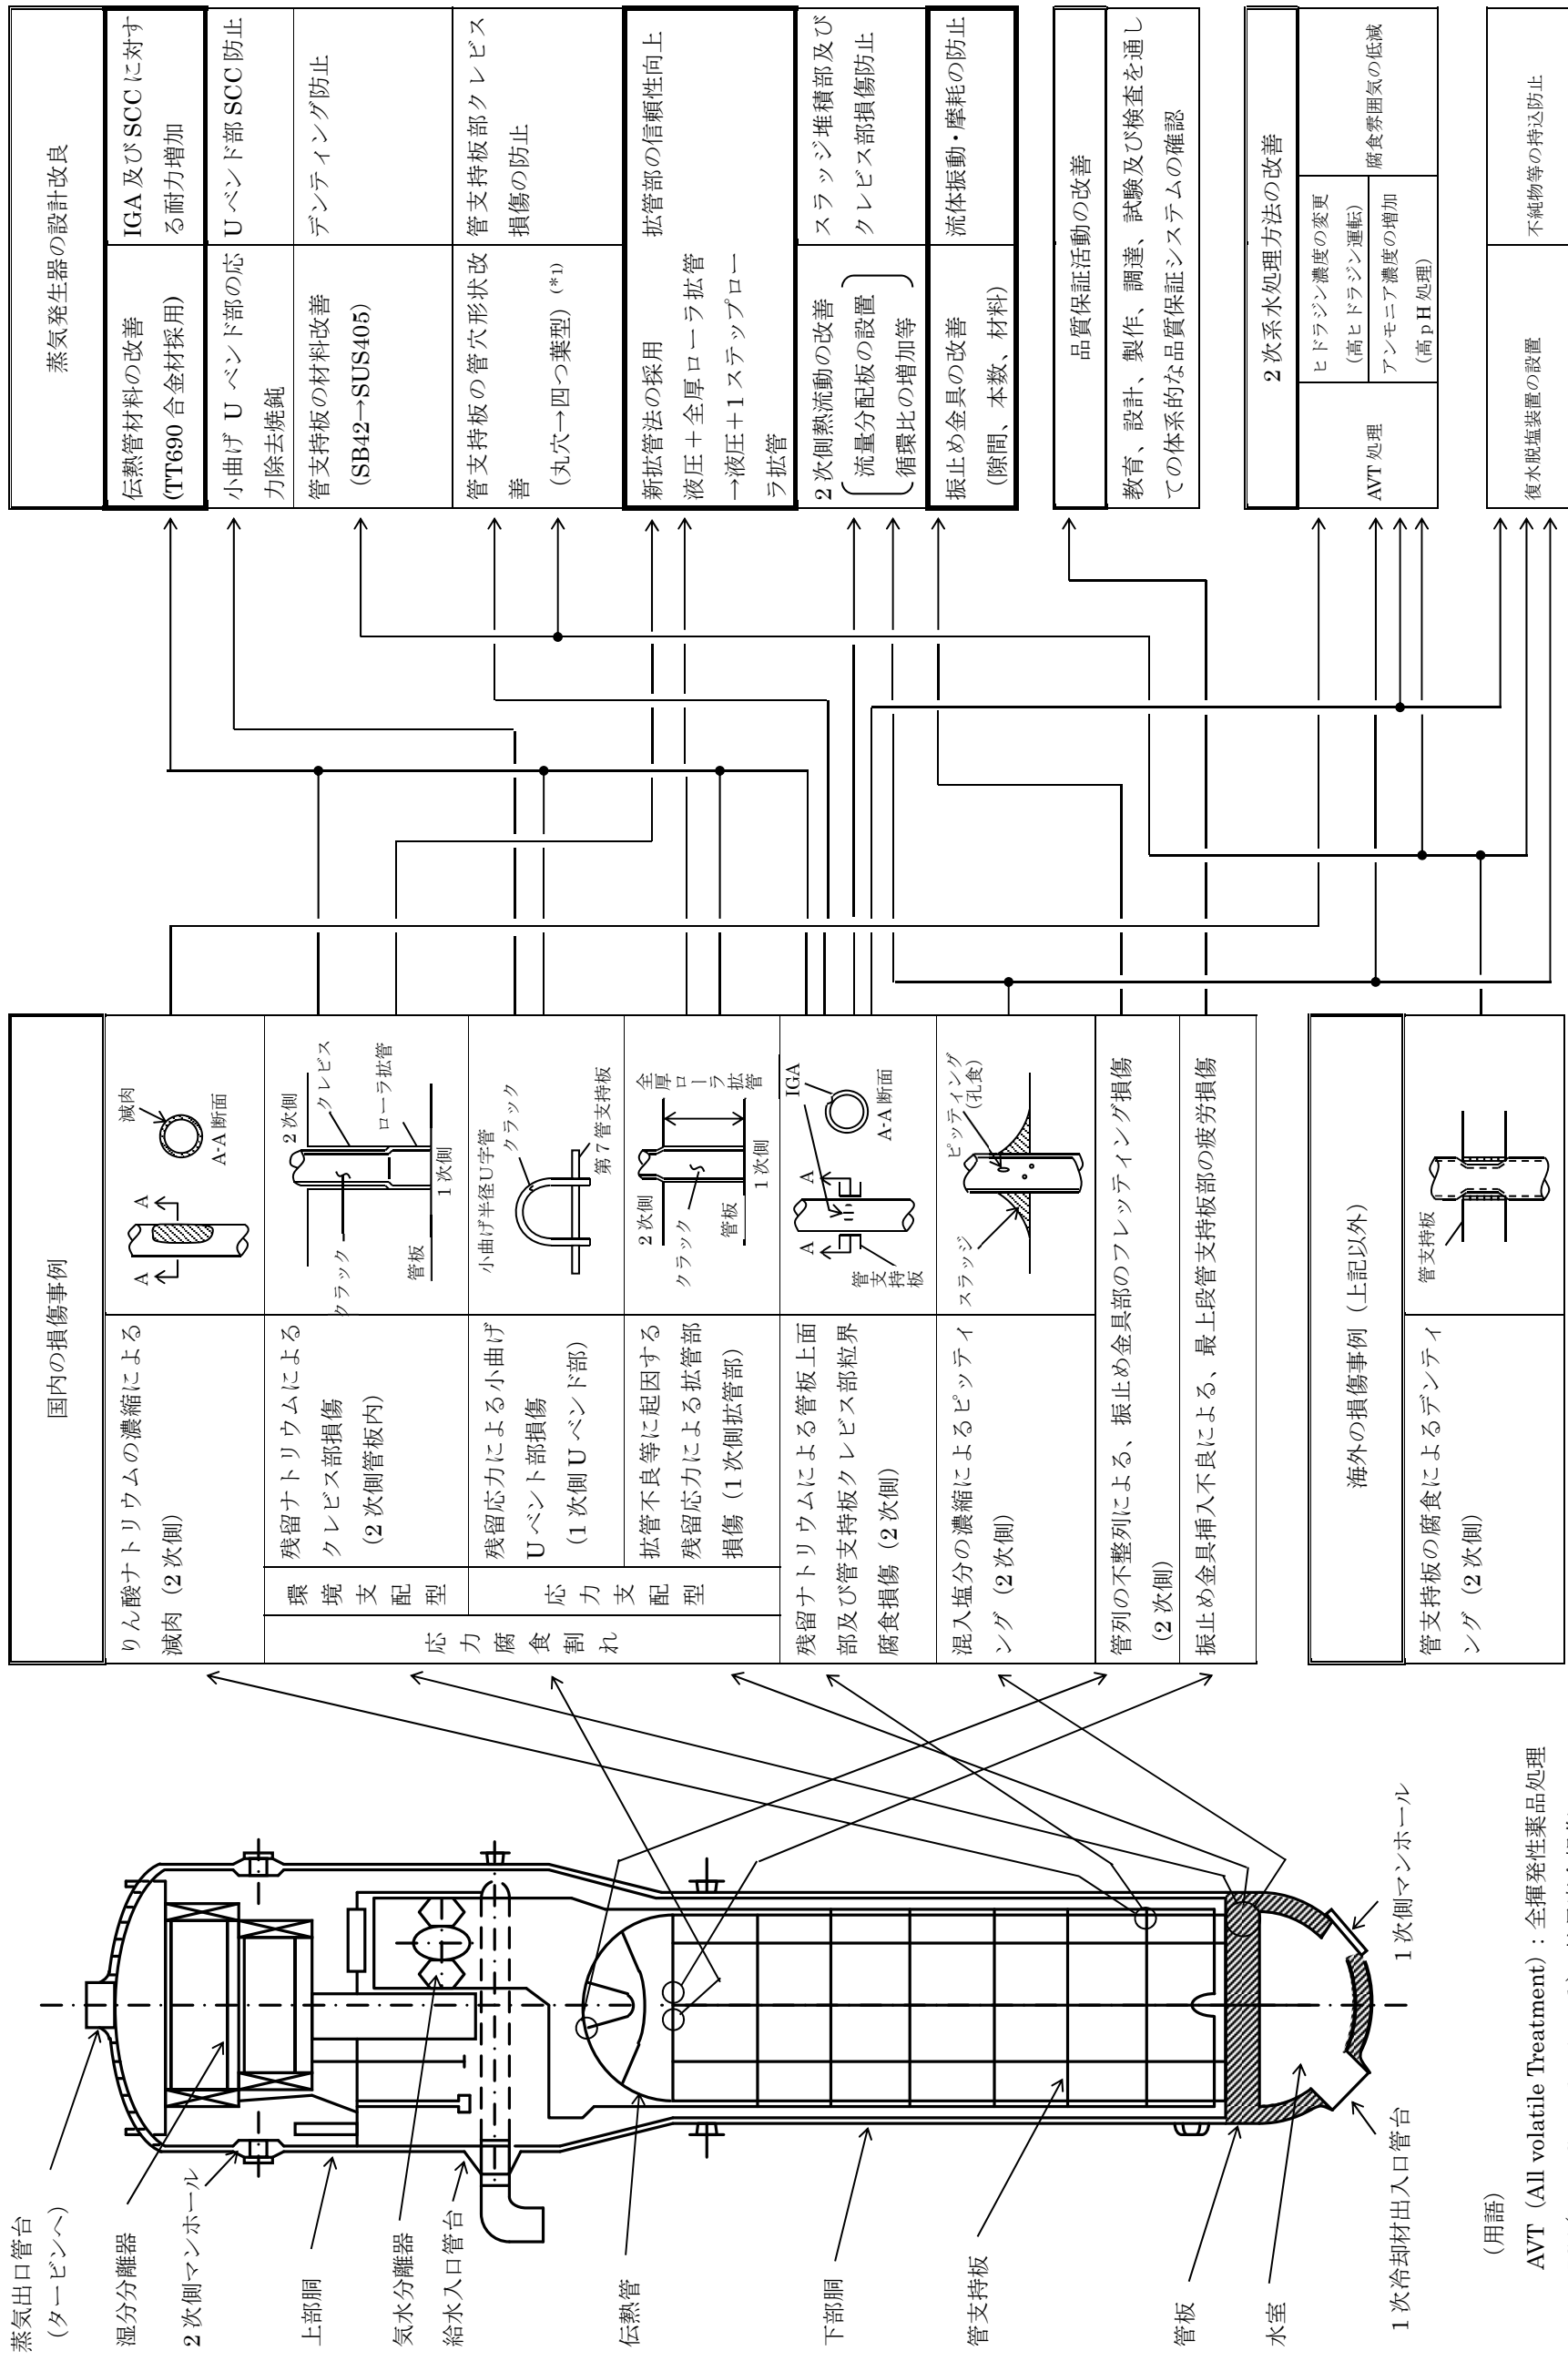 蒸気出口管台
（タービンへ）
湿分分離器
2次側マンホール
上部胴
気水分離器
給水入口管台
伝熱管
下部胴
管支持板
管板
水室
1次冷却材出入口管台
1次側マンホール
（用語）
AVT（All volatile Treatment）: 全揮発性薬品処理
国内の損傷事例
りん酸ナトリウムの濃縮による
減肉（2次側）
A
A
減肉
A-A断面
応力腐食割れ
環境支配型
残留ナトリウムによる
クレビス部損傷
（2次側管板内）
クラック
管板
2次側
クレビス
ローラ拡管
1次側
応力支配型
残留応力による小曲げ
Uベント部損傷
（1次側Uベンド部）
小曲げ半径U字管
クラック
第7管支持板
拡管不良等に起因する
残留応力による拡管部
損傷（1次側拡管部）
2次側
クラック
管板
全厚ローラ拡管
1次側
残留ナトリウムによる管板上面
部及び管支持板クレビス部粒界
腐食損傷（2次側）
A
A
管支持板
IGA
A-A断面
混入塩分の濃縮によるピッティ
ング（2次側）
スラッジ
ピッティング
(孔食)
管列の不整列による、振止め金具部のフレッティング損傷
（2次側）
振止め金具挿入不良による、最上段管支持板部の疲労損傷
海外の損傷事例（上記以外）
管支持板の腐食によるデンティ
ング（2次側）
管支持板
蒸気発生器の設計改良
伝熱管材料の改善
(TT690合金材採用)
IGA及びSCCに対す
る耐力増加
小曲げ U ベンド部の応
力除去焼鈍
Uベンド部SCC防止
管支持板の材料改善
（SB42→SUS405）
デンティング防止
管支持板の管穴形状改
善
（丸穴→四つ葉型）(*1)
管支持板部クレビス
損傷の防止
新拡管法の採用
液圧＋全厚ローラ拡管
→液圧＋1ステップロー
ラ拡管
拡管部の信頼性向上
2次側熱流動の改善
（流量分配板の設置
循環比の増加等）
スラッジ堆積部及び
クレビス部損傷防止
振止め金具の改善
（隙間、本数、材料）
流体振動・摩耗の防止
品質保証活動の改善
教育、設計、製作、調達、試験及び検査を通し
ての体系的な品質保証システムの確認
2次系水処理方法の改善
AVT処理
ヒドラジン濃度の変更
（高ヒドラジン運転）
アンモニア濃度の増加
（高pH処理）
腐食雰囲気の低減
復水脱塩装置の設置
不純物等の持込防止